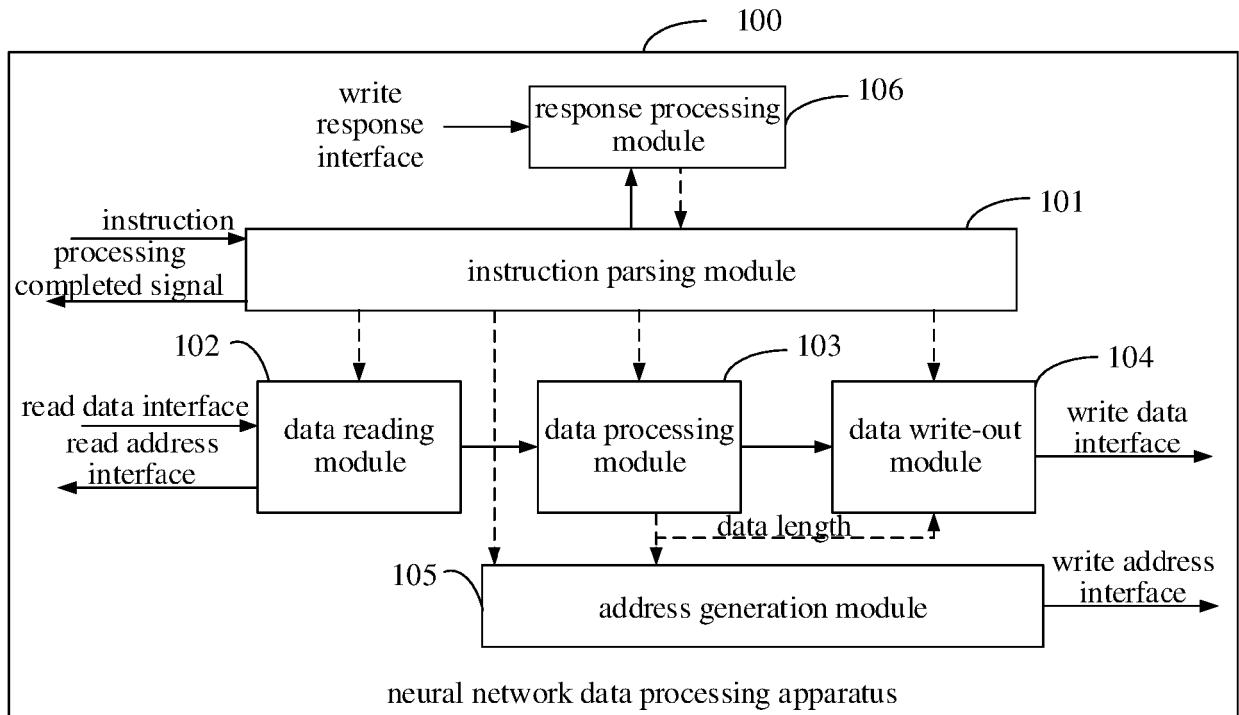 100
write
response
interface
response processing
module
106
101
instruction
processing
completed signal
instruction parsing module
102
103
104
read data interface
read address
interface
data reading
module
data processing
module
data write-out
module
write data
interface
data length
105
address generation module
write address
interface
neural network data processing apparatus